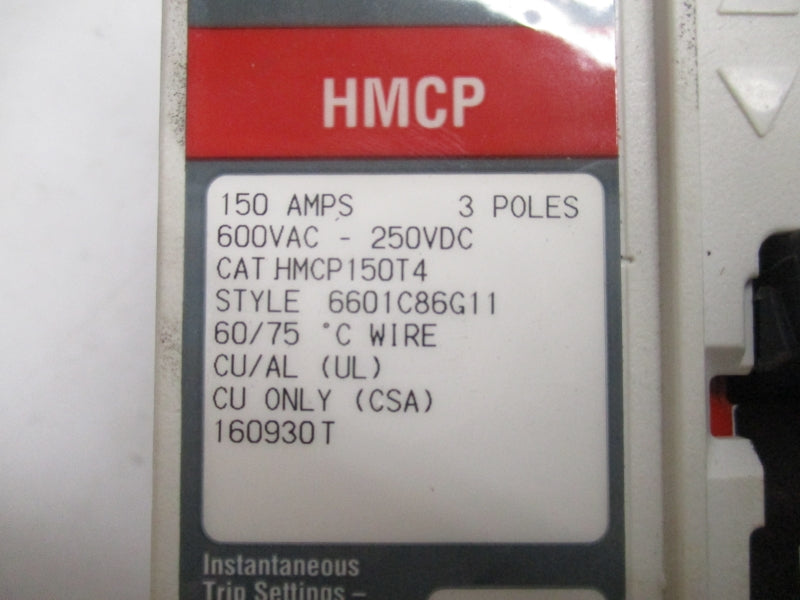 HMCP
150 AMPS 3 POLES
600VAC - 250VDC
CAT HMCP150T4
STYLE 6601C86G11
60/75 °C WIRE
CU/AL (UL)
CU ONLY (CSA)
160930T
Instantaneous
Trip Settings –